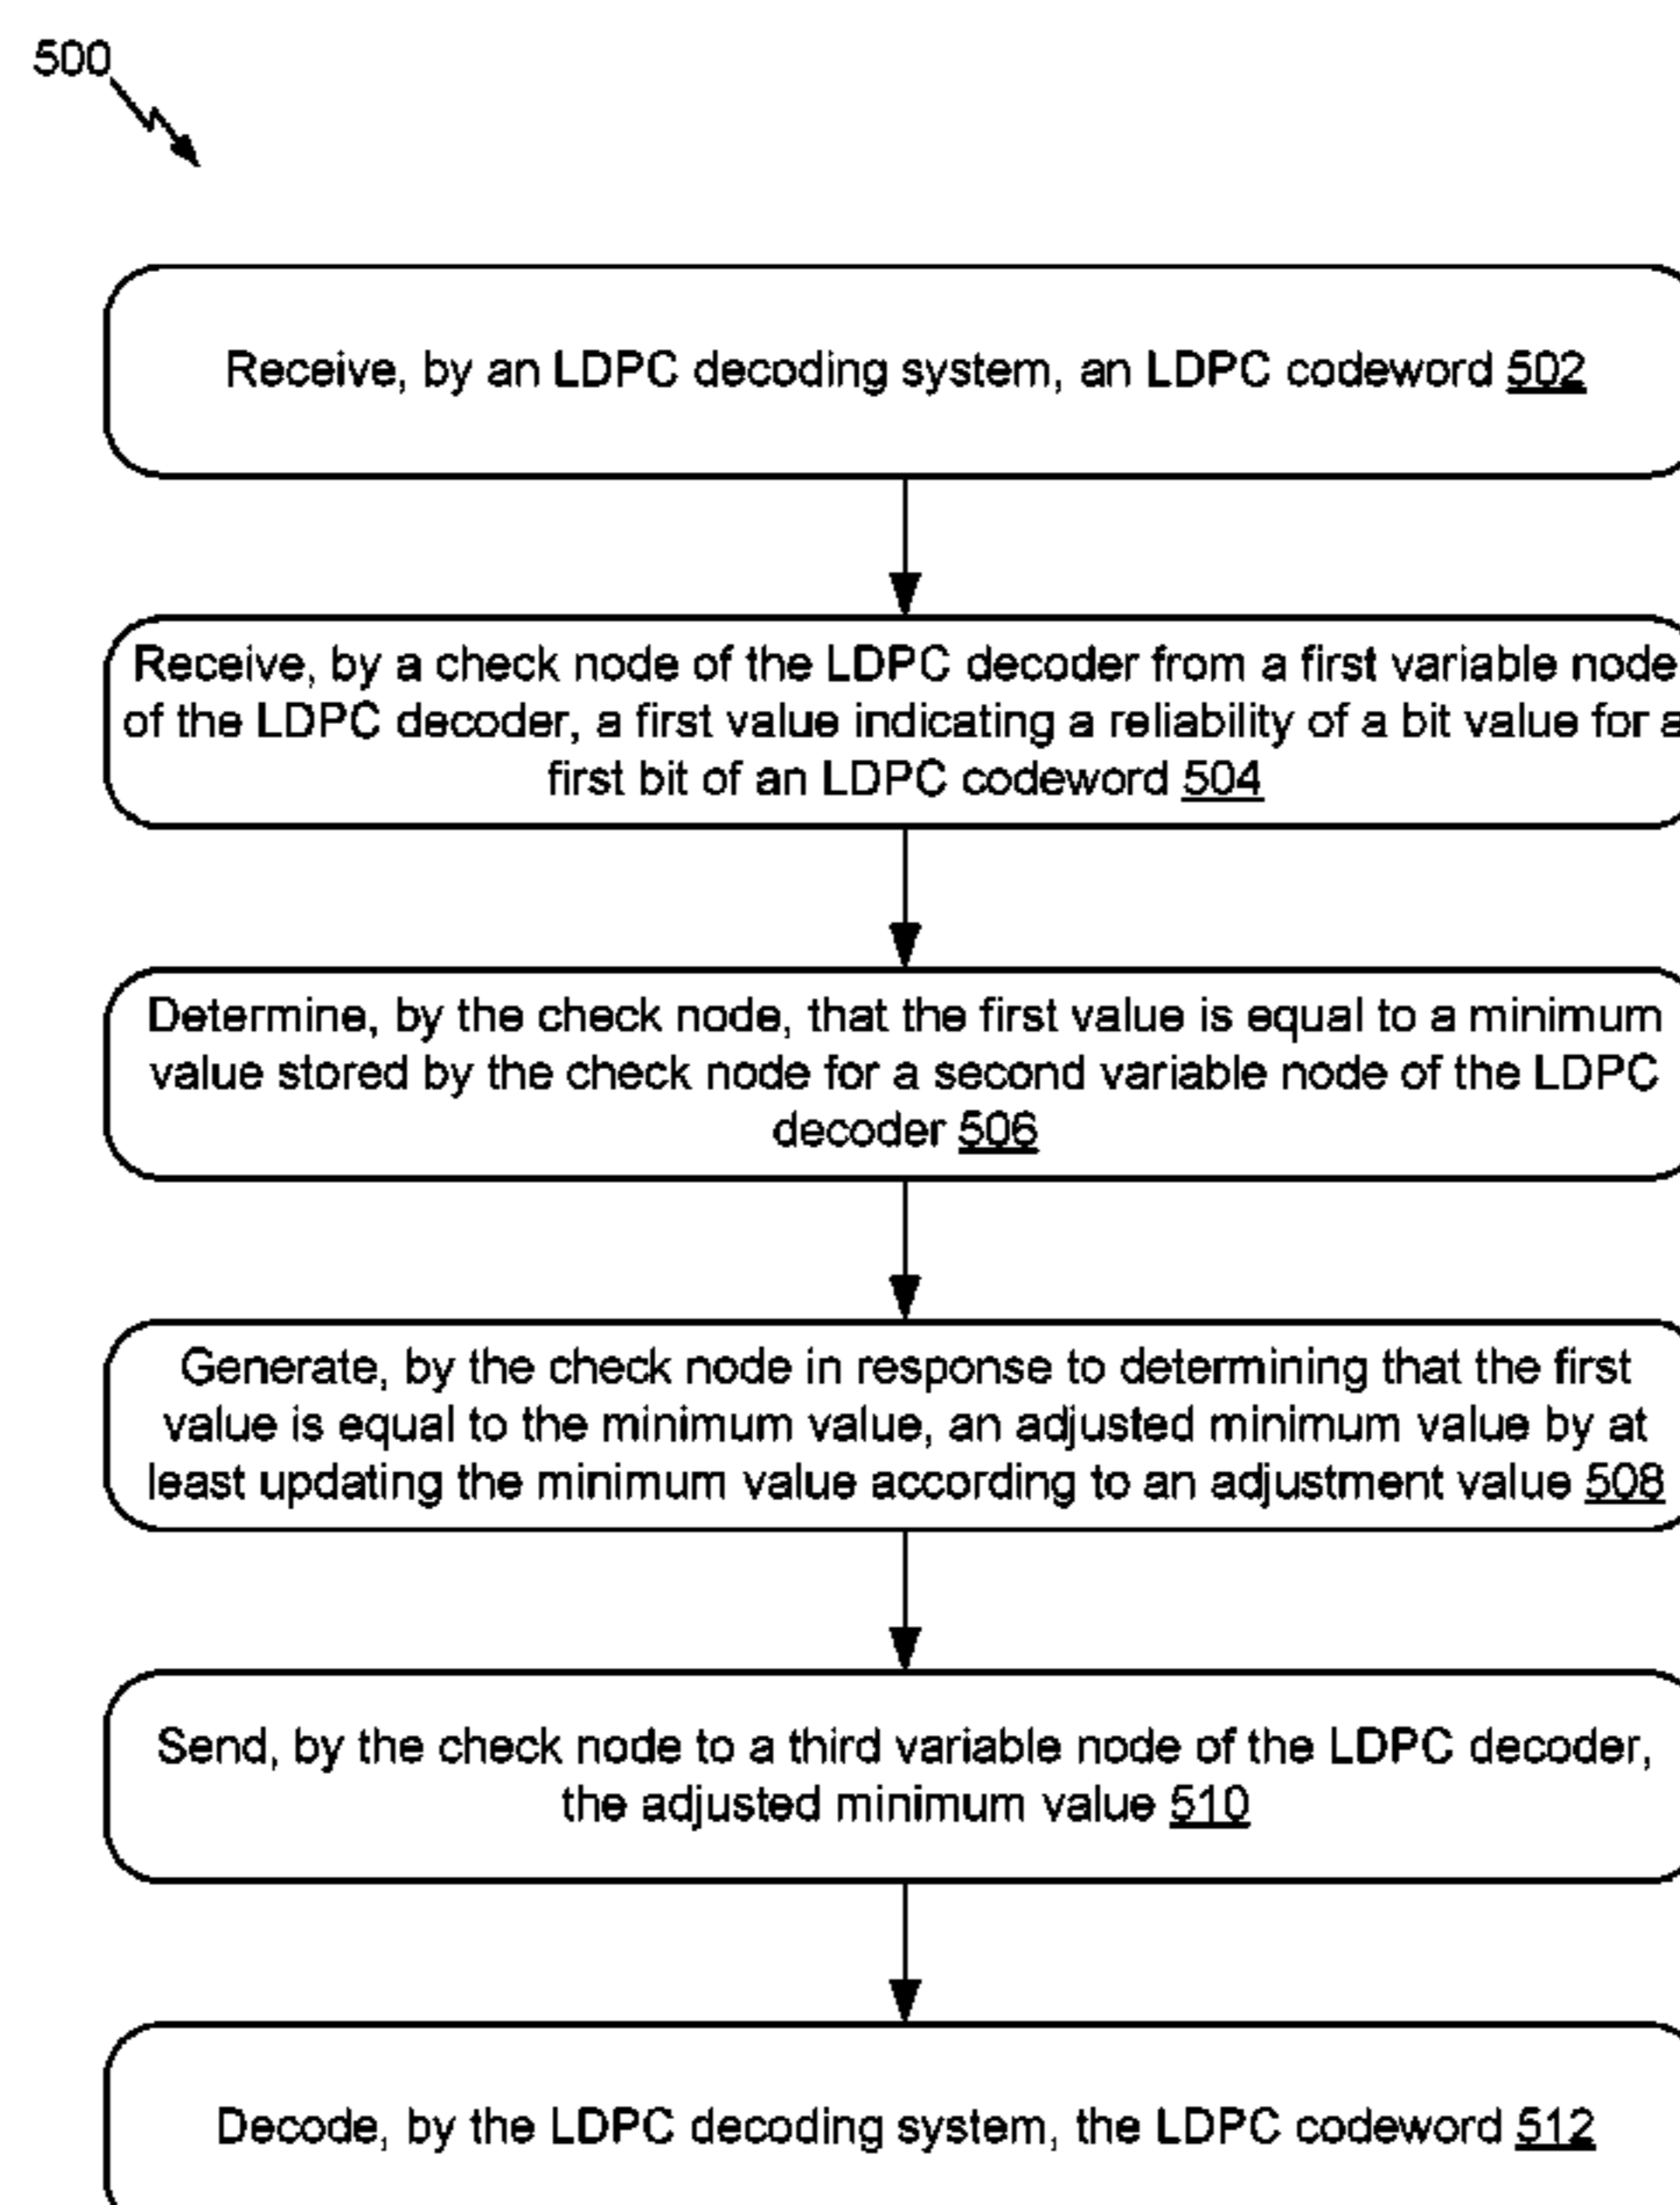 500
Receive, by an LDPC decoding system, an LDPC codeword 502
Receive, by a check node of the LDPC decoder from a first variable node
of the LDPC decoder, a first value indicating a reliability of a bit value for a
first bit of an LDPC codeword 504
Determine, by the check node, that the first value is equal to a minimum
value stored by the check node for a second variable node of the LDPC
decoder 506
Generate, by the check node in response to determining that the first
value is equal to the minimum value, an adjusted minimum value by at
least updating the minimum value according to an adjustment value 508
Send, by the check node to a third variable node of the LDPC decoder,
the adjusted minimum value 510
Decode, by the LDPC decoding system, the LDPC codeword 512